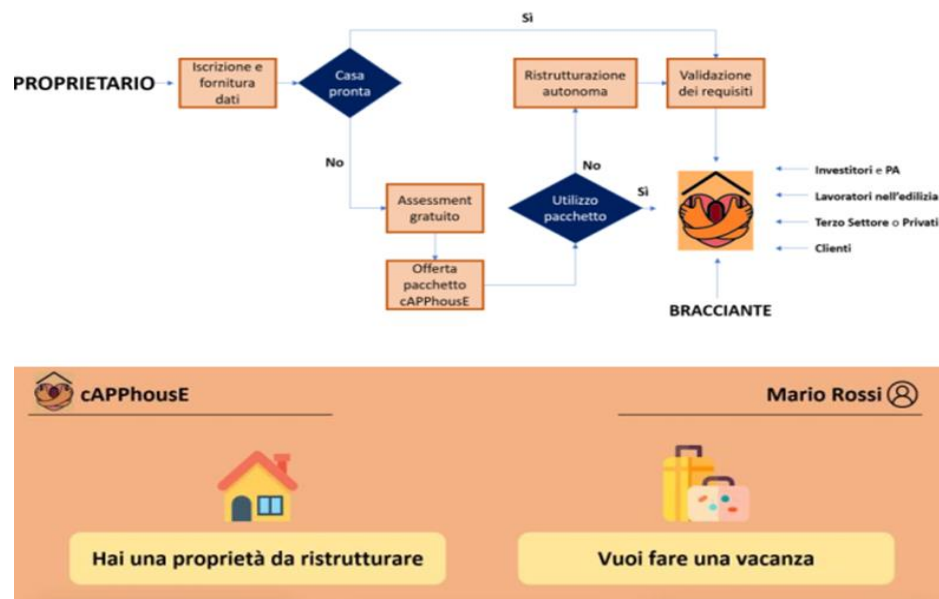 Sì
PROPRIETARIO
Iscrizione e
fornitura
dati
Casa
pronta
Ristrutturazione
autonoma
Validazione
dei requisiti
No
No
Sì
Assessment
gratuito
Utilizzo
pacchetto
Offerta
pacchetto
cAPPhousE
Investitori e PA
Lavoratori nell'edilizia
Terzo Settore o Privati
Clienti
BRACCIANTE
cAPPhousE
Mario Rossi
Hai una proprietà da ristrutturare
Vuoi fare una vacanza